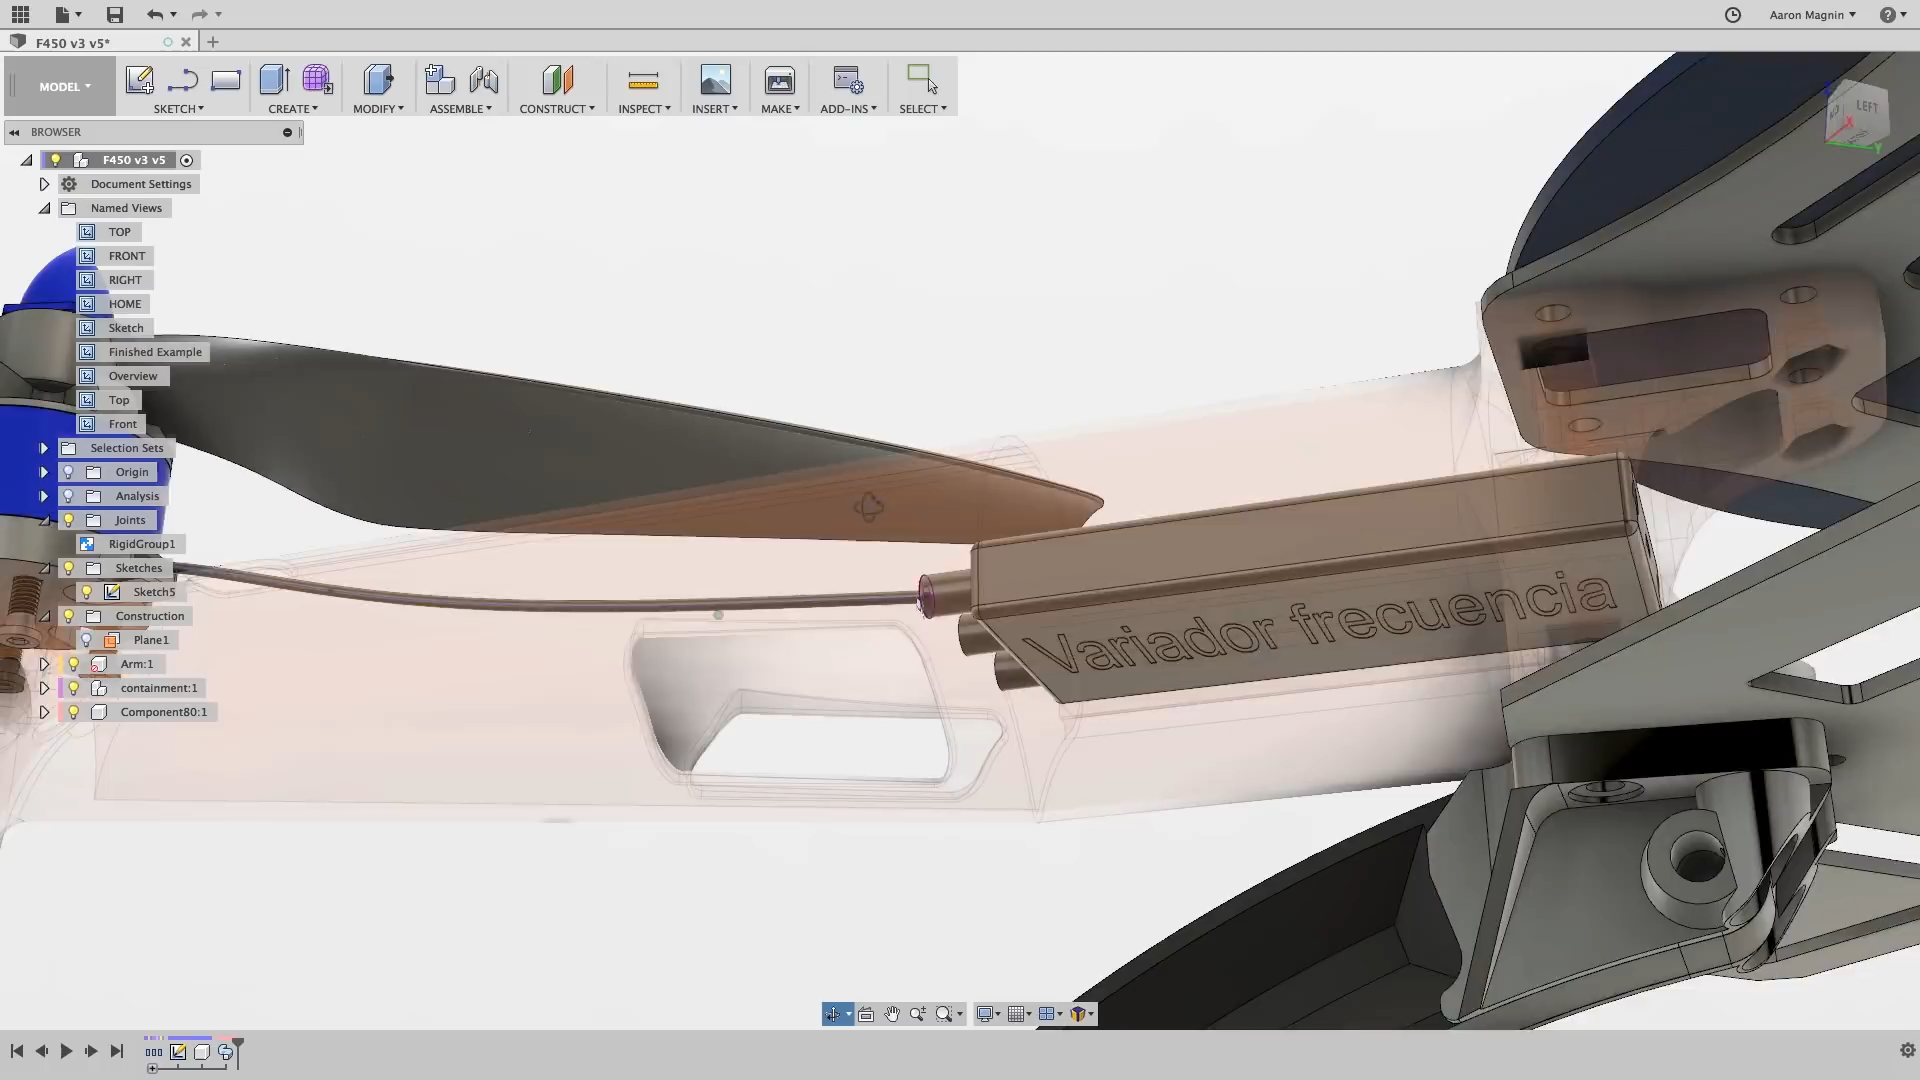 Aaron Magnin
F450 v3 v5*
MODEL
SKETCH
CREATE
MODIFY
ASSEMBLE
CONSTRUCT
INSPECT
INSERT
MAKE
ADD-INS
SELECT
LEFT
BROWSER
F450 v3 v5
Document Settings
Named Views
TOP
FRONT
RIGHT
HOME
Sketch
Finished Example
Overview
Top
Front
Selection Sets
Origin
Analysis
Joints
RigidGroup1
Sketches
Sketch5
Construction
Plane1
Arm:1
containment:1
Component80:1
Variador frecuencia
X
Y